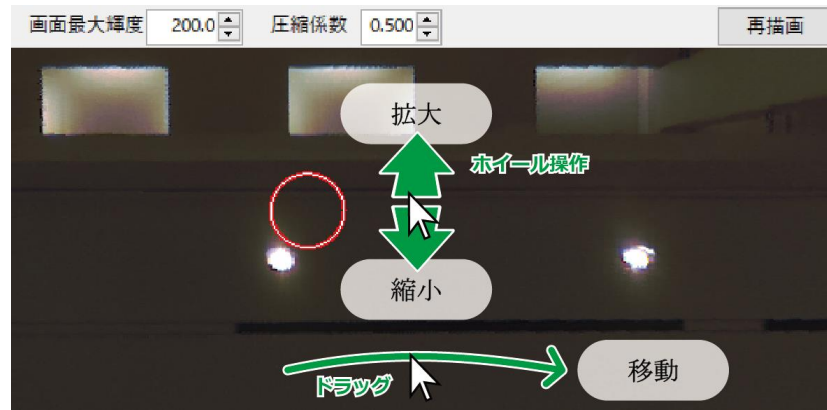 画面最大輝度 200.0 圧縮係数 0.500 再描画
拡大
ホイール操作
縮小
移動
ドラッグ